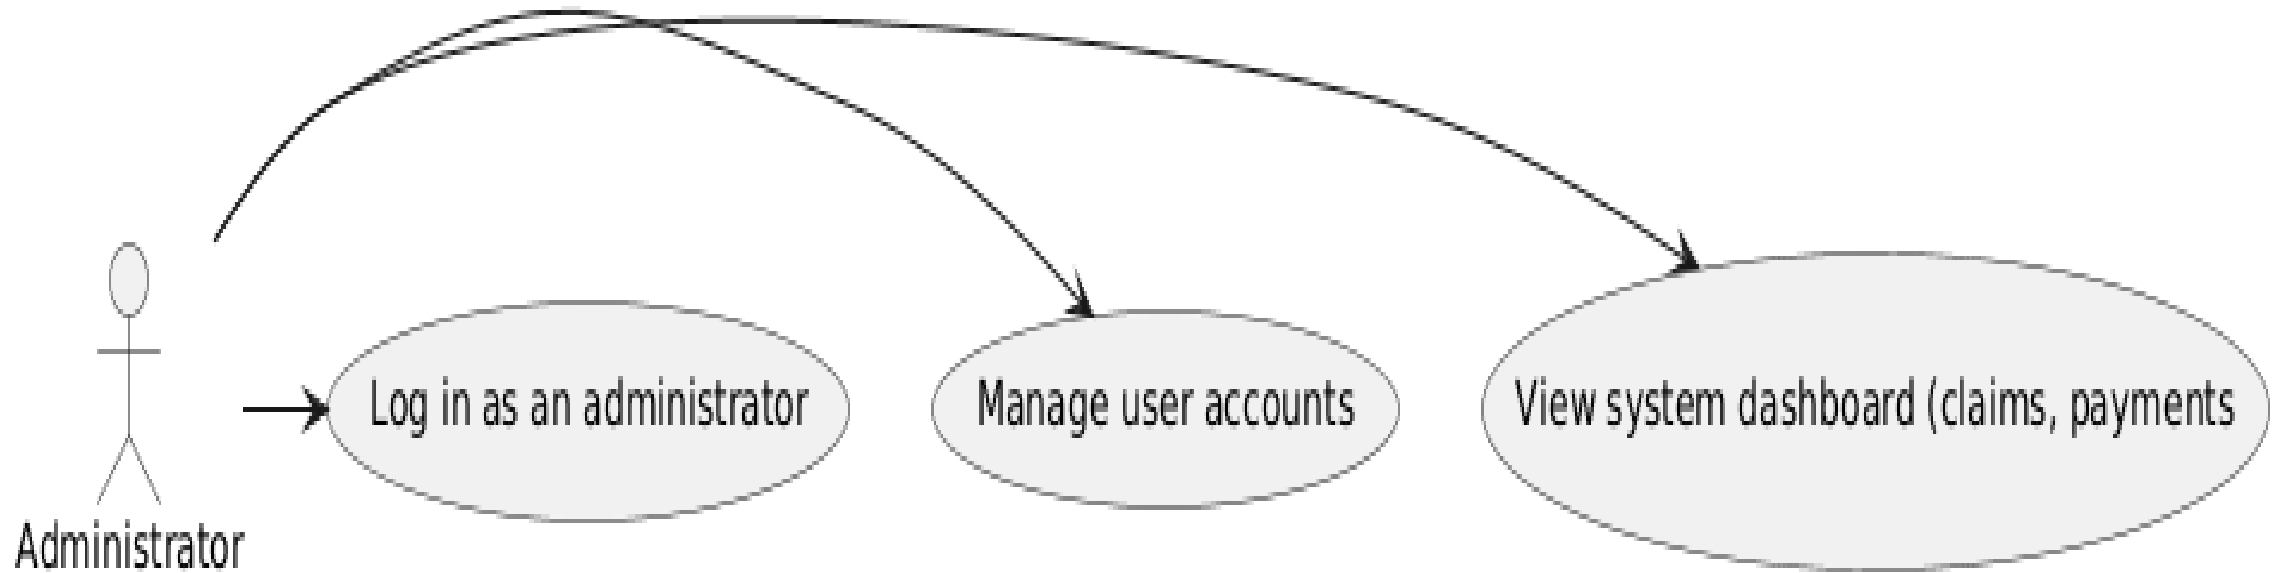 Log in as an administrator
Manage user accounts
View system dashboard (claims, payments
Administrator